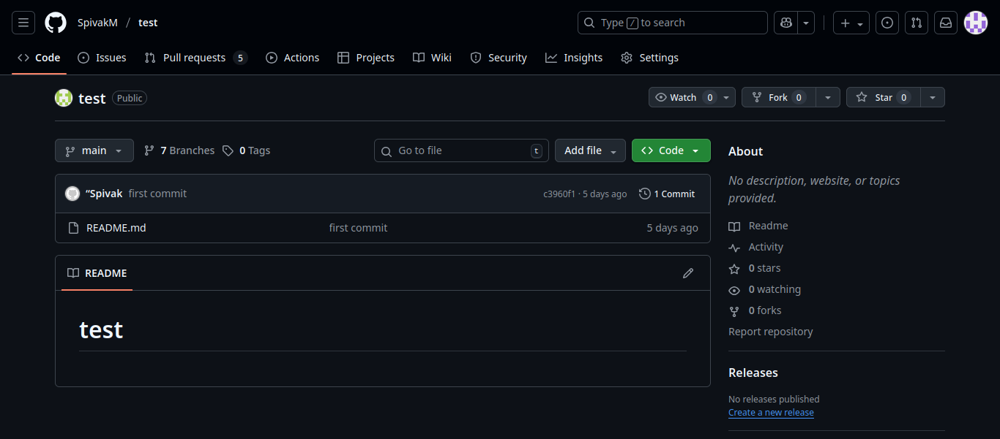 SpivakM / test
Type / to search
Code Issues Pull requests 5 Actions Projects Wiki Security Insights Settings
test Public
Watch 0 Fork 0 Star 0
main 7 Branches 0 Tags Go to file t Add file Code
“Spivak first commit c3960f1 · 5 days ago 1 Commit
README.md first commit 5 days ago
README
test
About
No description, website, or topics
provided.
Readme
Activity
0 stars
0 watching
0 forks
Report repository
Releases
No releases published
Create a new release